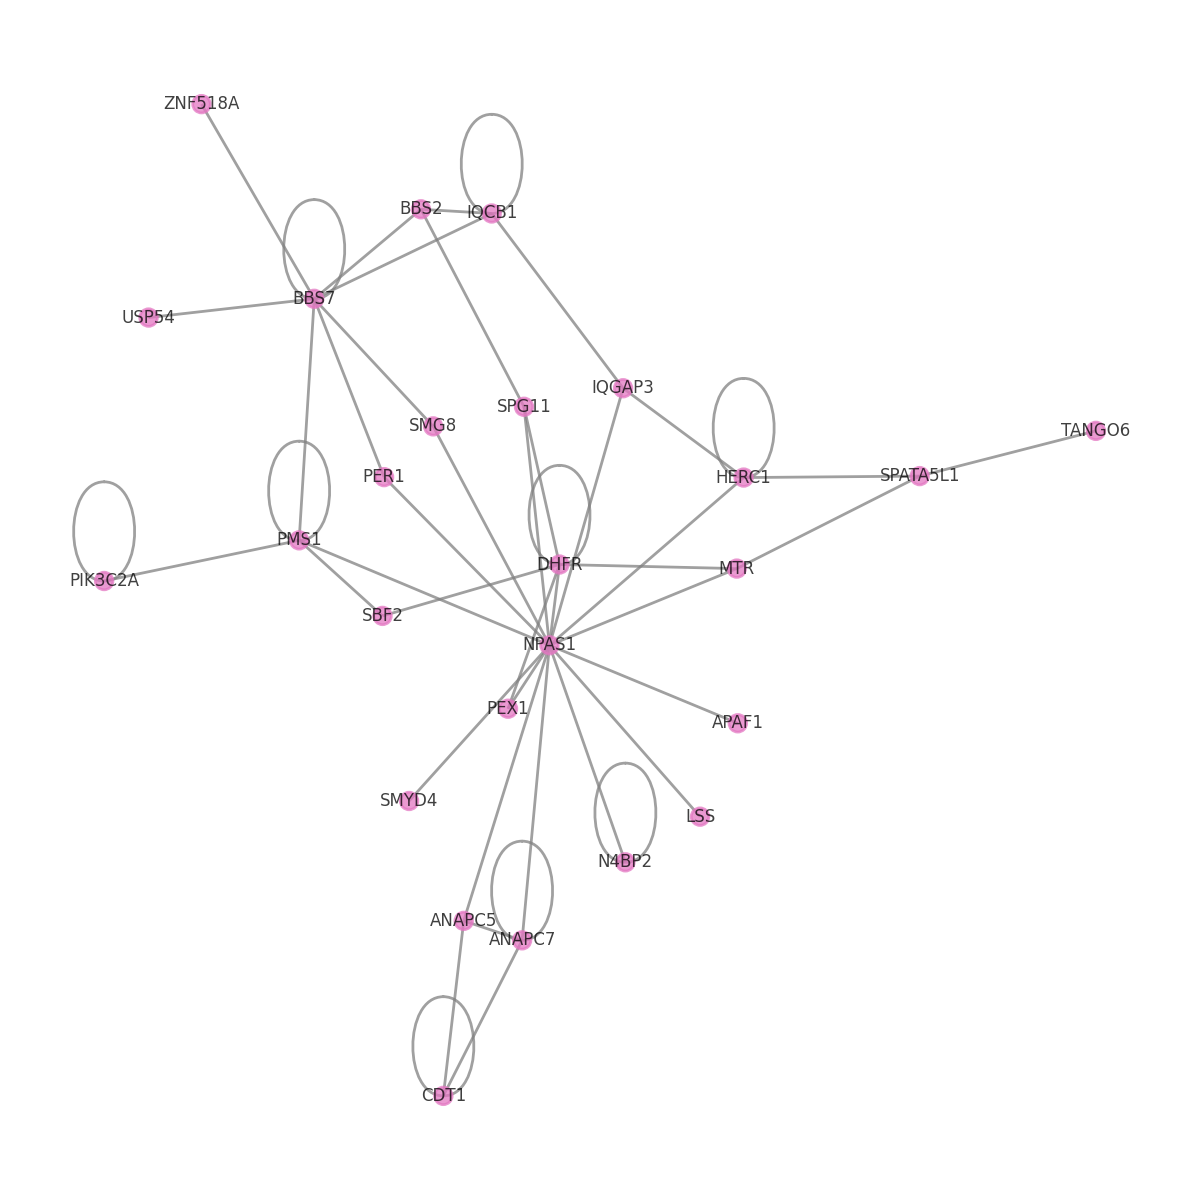 ZNF518A
BBS2
IQCB1
BBS7
USP54
IQGAP3
SPG11
SMG8
TANGO6
PER1
HERC1
SPATA5L1
PMS1
DHFR
MTR
PIK3C2A
SBF2
NPAS1
PEX1
APAF1
SMYD4
LSS
N4BP2
ANAPC5
ANAPC7
CDT1